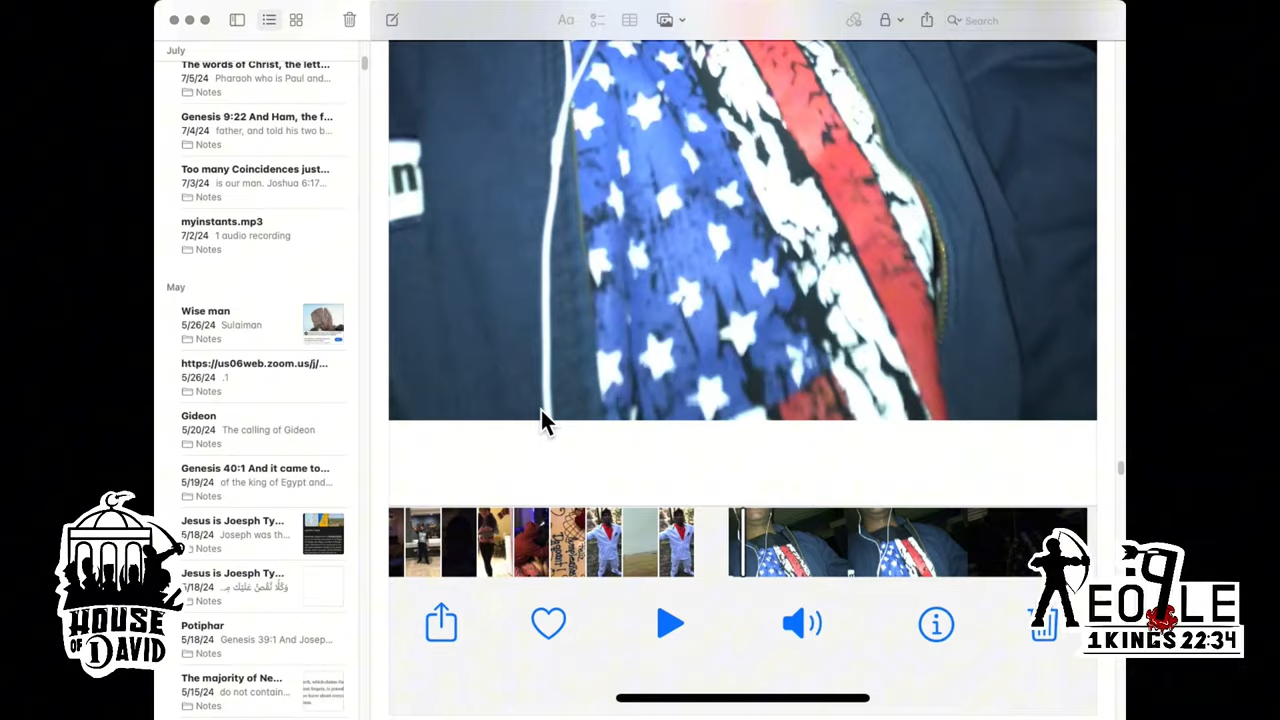 Aa
Search
July
The words of Christ, the lett...
7/5/24 Pharaoh who is Paul and...
Notes
Genesis 9:22 And Ham, the f...
7/4/24 father, and told his two b...
Notes
Too many Coincidences just...
7/3/24 is our man. Joshua 6:17...
Notes
myinstants.mp3
7/2/24 1 audio recording
Notes
May
Wise man
5/26/24 Sulaiman
Notes
https://us06web.zoom.us/j/...
5/26/24 .1
Notes
Gideon
5/20/24 The calling of Gideon
Notes
Genesis 40:1 And it came to...
5/19/24 of the king of Egypt and...
Notes
Jesus is Joesph Ty...
5/18/24 Joseph was th...
Notes
Jesus is Joesph Ty...
5/18/24 وَكُلًّا نَّقُصُّ عَلَيْكَ مِ...
Notes
Potiphar
5/18/24 Genesis 39:1 And Josep...
Notes
The majority of Ne...
5/15/24 do not contain...
Notes
HOUSE
OF DAVID
1 KINGS 22:34